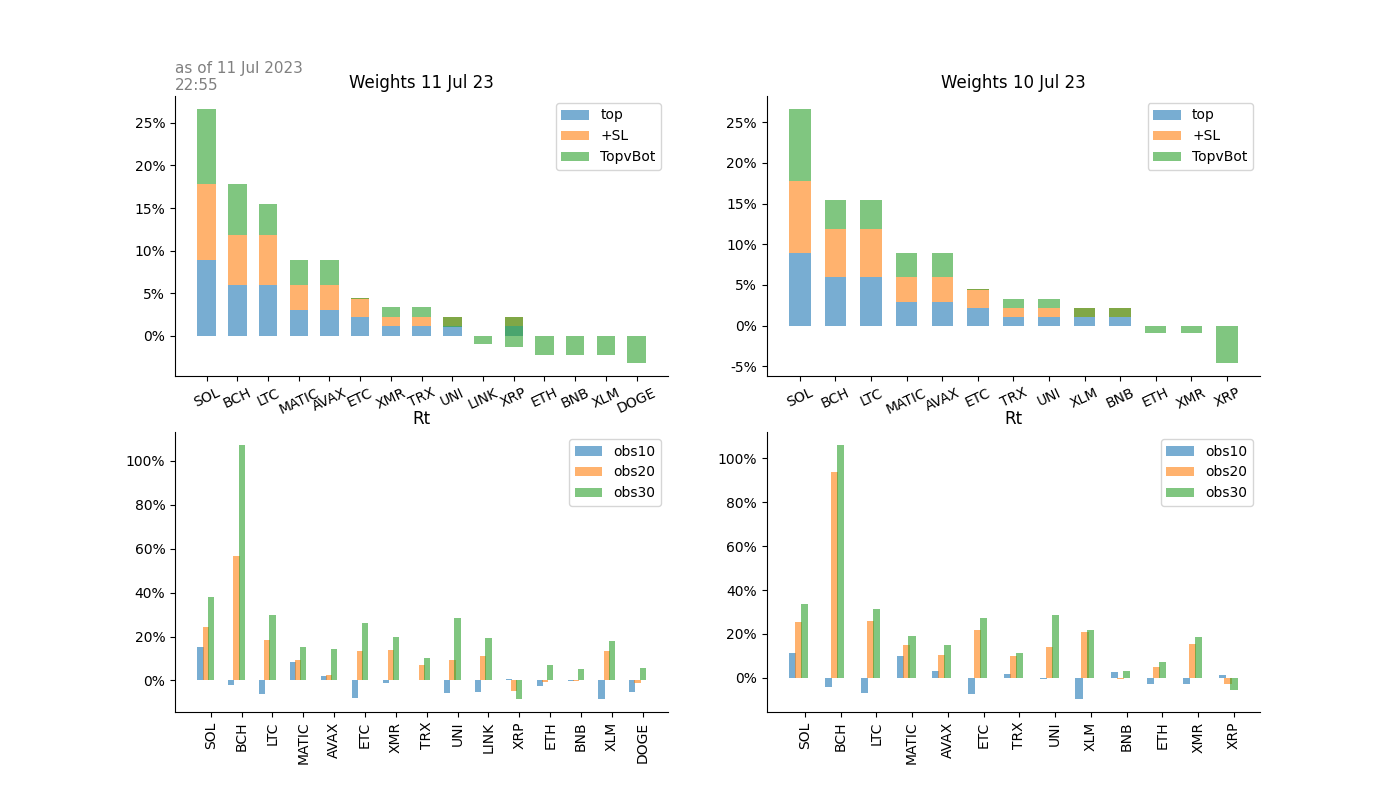 as of 11 Jul 2023
22:55
Weights 11 Jul 23
25%
20%
15%
10%
5%
0%
top
+SL
TopvBot
SOL BCH LTC MATIC AVAX ETC XMR TRX UNI LINK XRP ETH BNB XLM DOGE
Weights 10 Jul 23
25%
20%
15%
10%
5%
0%
-5%
top
+SL
TopvBot
SOL BCH LTC MATIC AVAX ETC TRX UNI XLM BNB ETH XMR XRP
Rt
100%
80%
60%
40%
20%
0%
obs10
obs20
obs30
SOL BCH LTC MATIC AVAX ETC XMR TRX UNI LINK XRP ETH BNB XLM DOGE
Rt
100%
80%
60%
40%
20%
0%
obs10
obs20
obs30
SOL BCH LTC MATIC AVAX ETC TRX UNI XLM BNB ETH XMR XRP